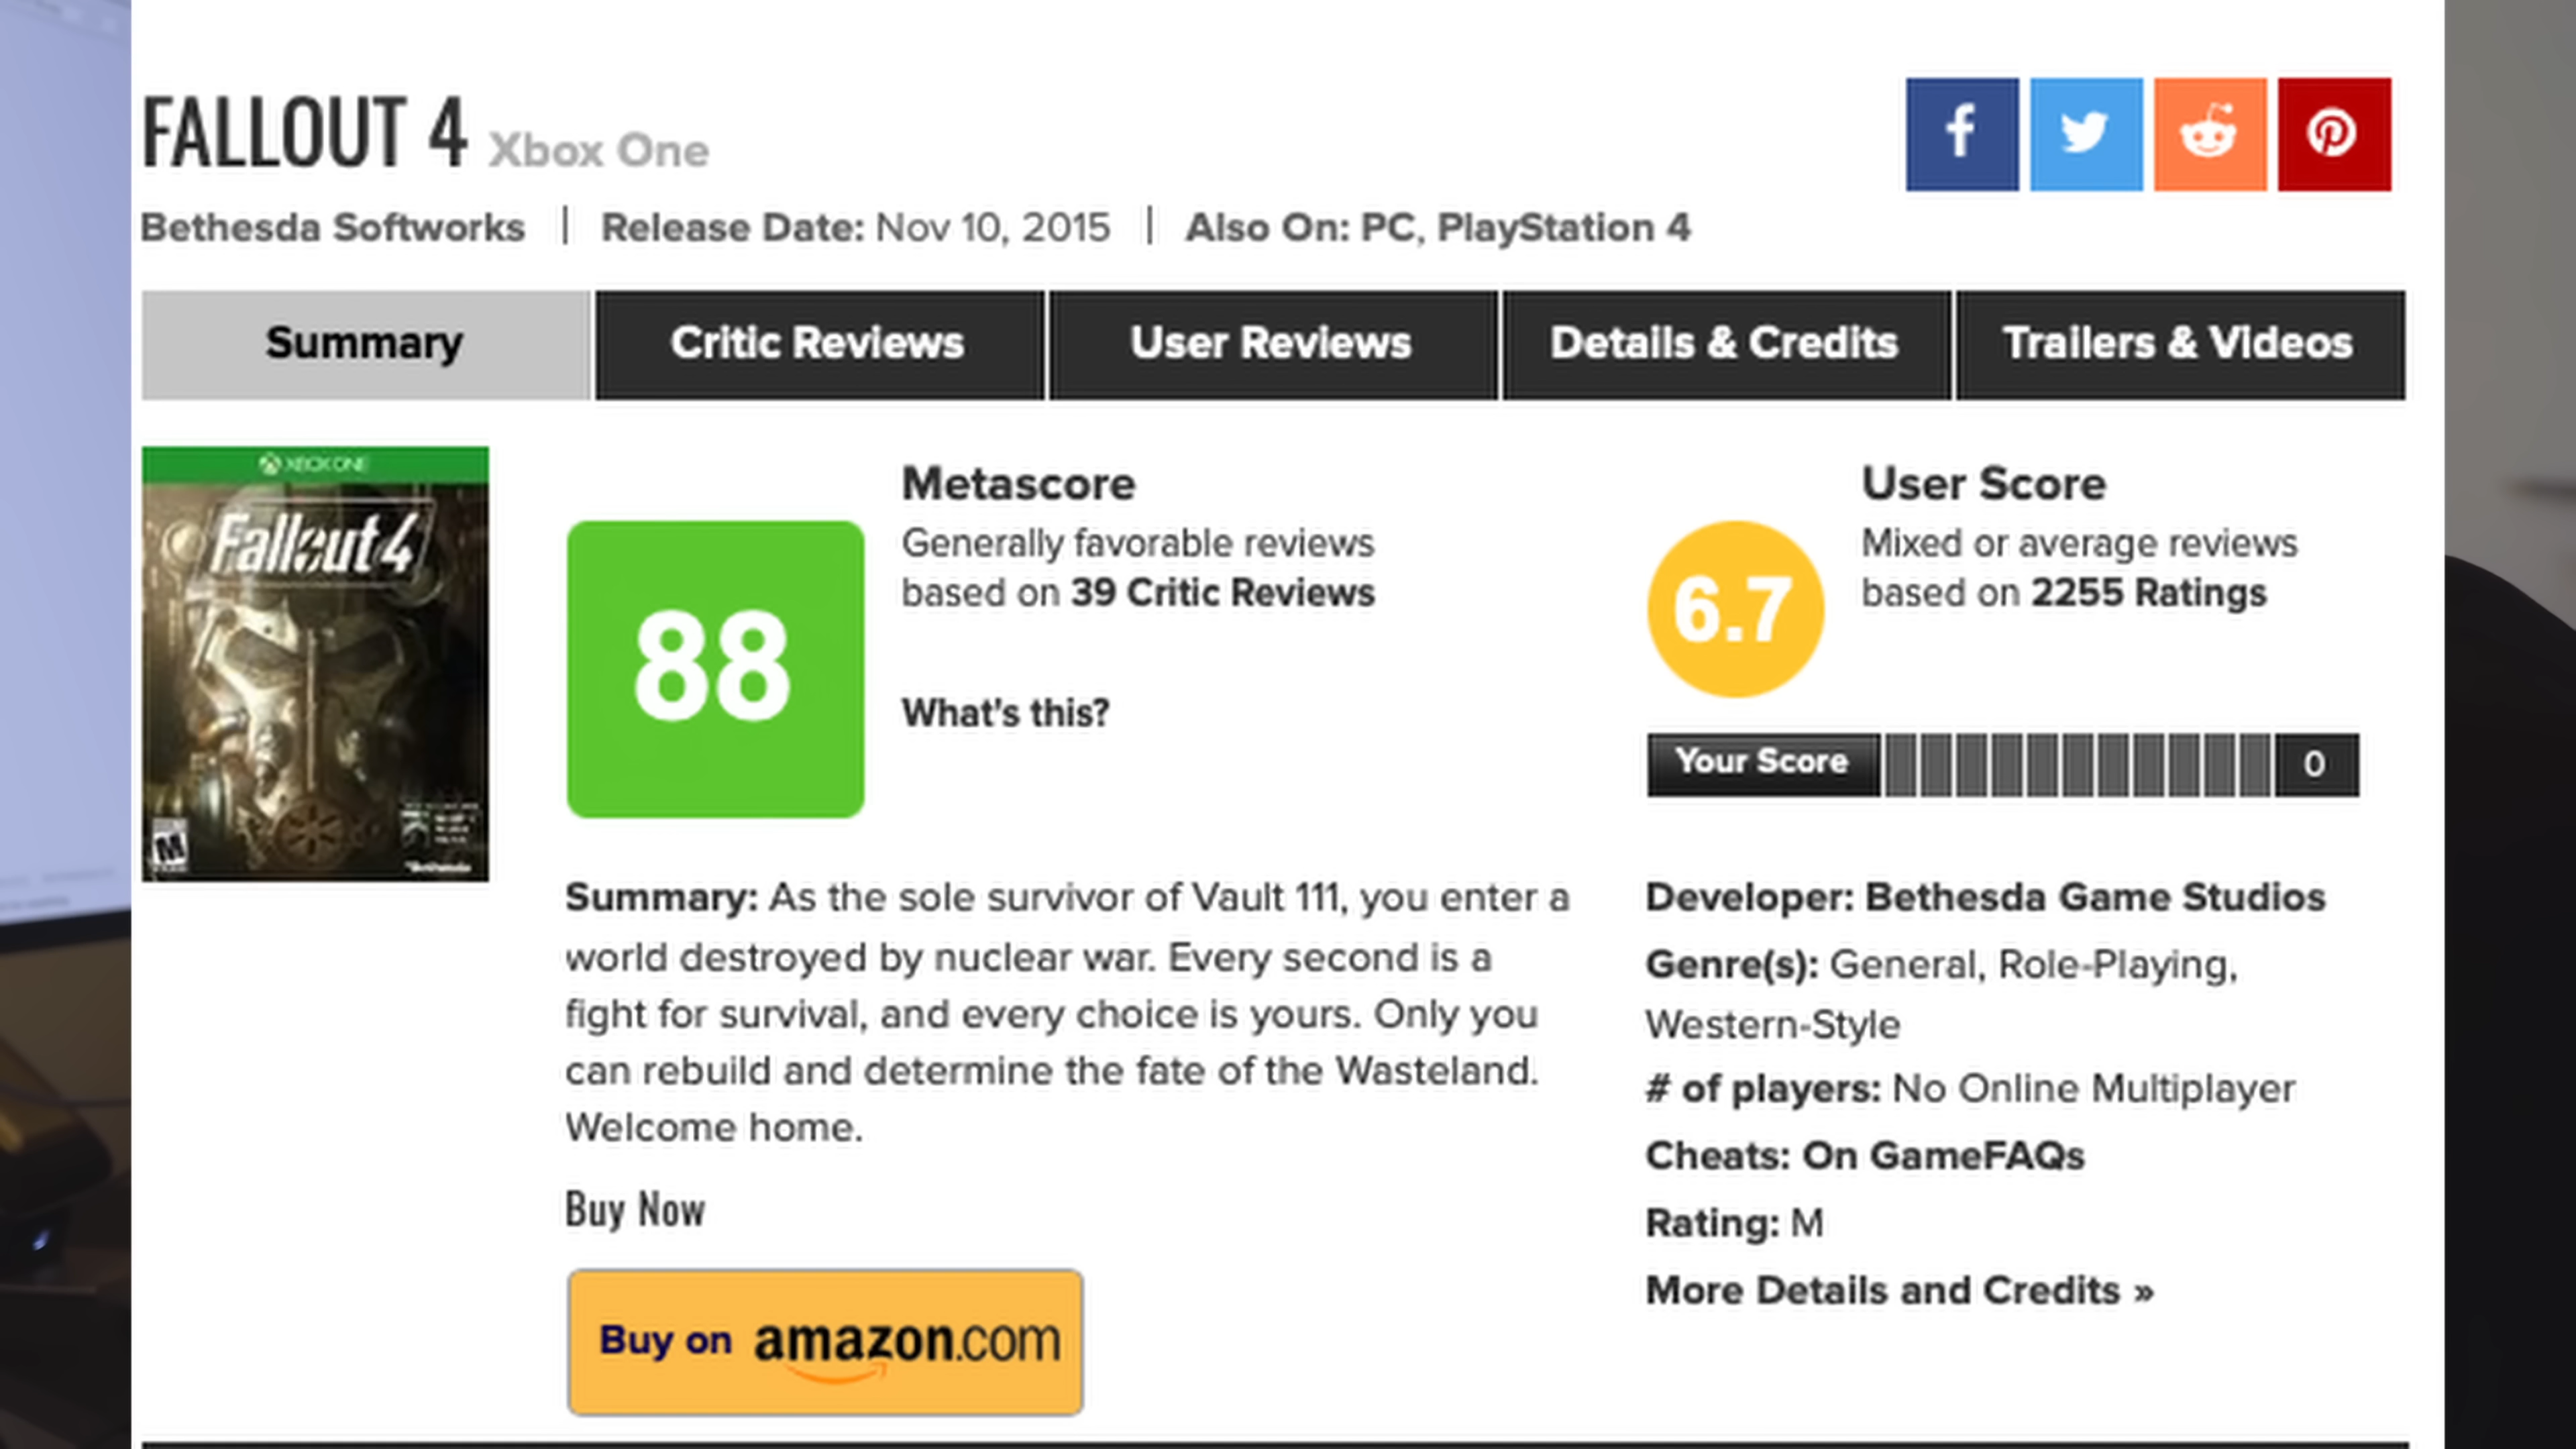 FALLOUT 4 Xbox One
Bethesda Softworks | Release Date: Nov 10, 2015 | Also On: PC, PlayStation 4
Summary Critic Reviews User Reviews Details & Credits Trailers & Videos
XBOX ONE
Fallout 4
M
Bethesda
88
Metascore
Generally favorable reviews
based on 39 Critic Reviews
What's this?
6.7
User Score
Mixed or average reviews
based on 2255 Ratings
Your Score 0
Summary: As the sole survivor of Vault 111, you enter a
world destroyed by nuclear war. Every second is a
fight for survival, and every choice is yours. Only you
can rebuild and determine the fate of the Wasteland.
Welcome home.
Buy Now
Buy on amazon.com
Developer: Bethesda Game Studios
Genre(s): General, Role-Playing,
Western-Style
# of players: No Online Multiplayer
Cheats: On GameFAQs
Rating: M
More Details and Credits »